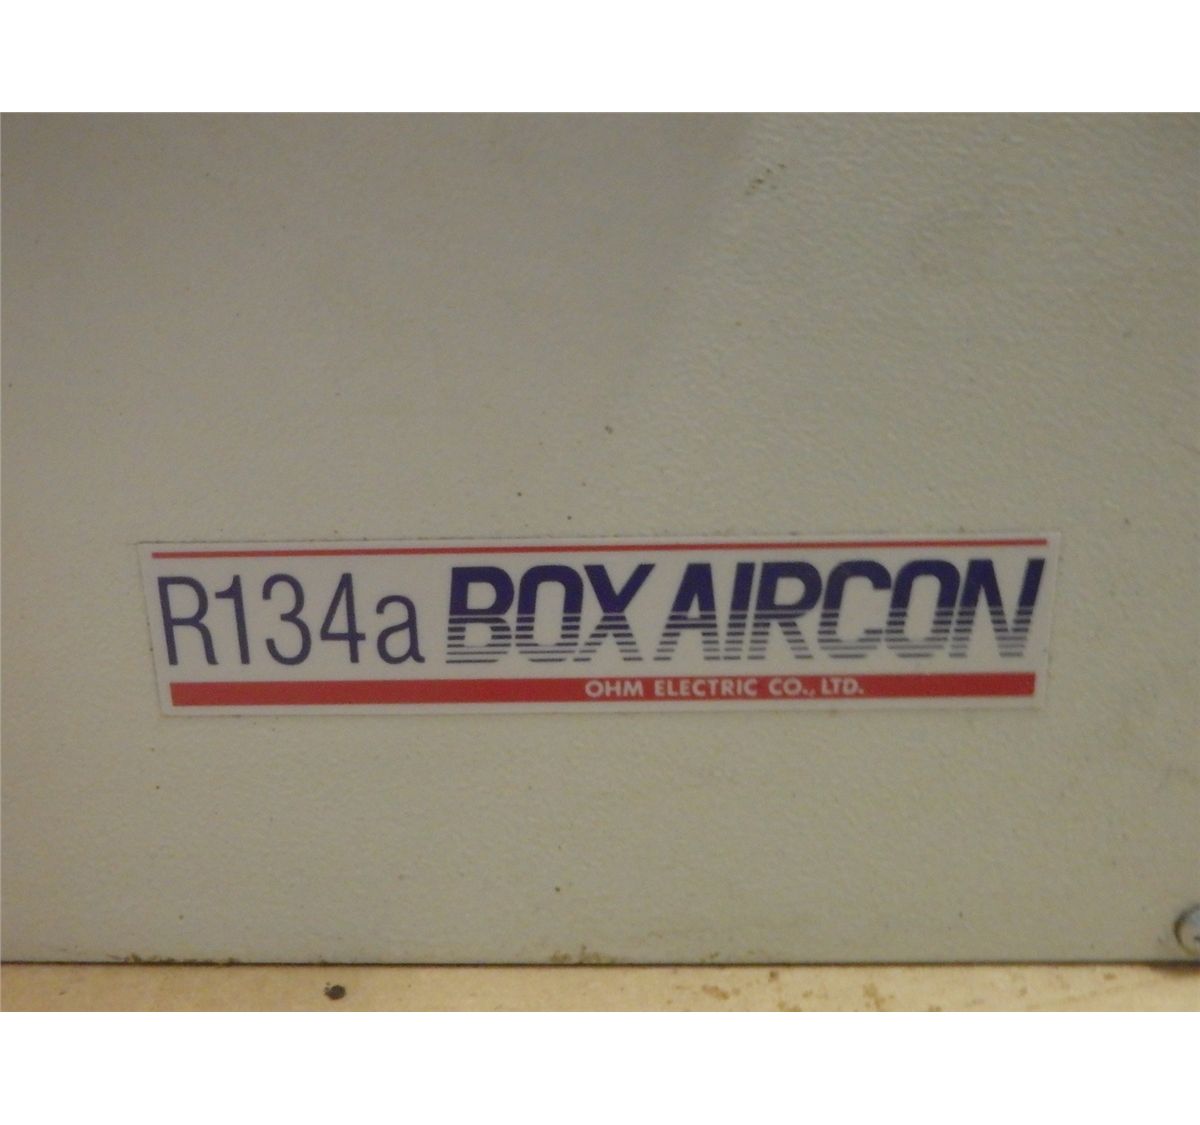 R134a BOX AIRCON
OHM ELECTRIC CO., LTD.